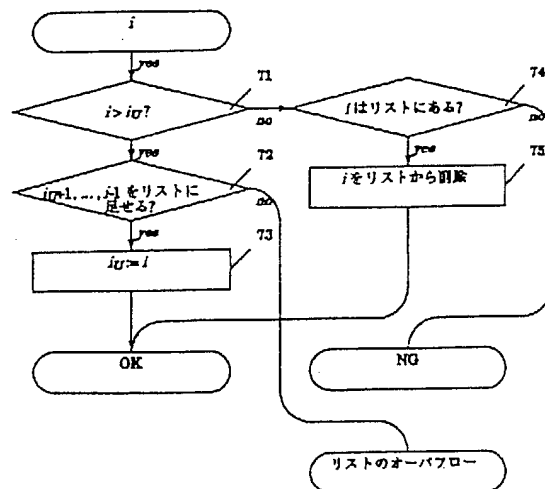 i
yes
71
i > iU?
no
74
iはリストにある?
no
yes
72
iU+1, ..., i-1 をリストに
足せる?
no
yes
75
iをリストから削除
yes
73
iU := i
OK
NG
リストのオーバフロー